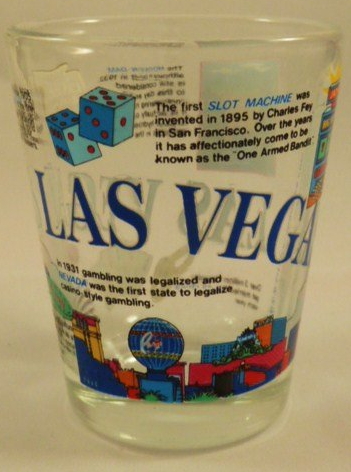 The first SLOT MACHINE was
invented in 1895 by Charles Fey
in San Francisco. Over the years
it has affectionately come to be
known as the "One Armed Bandit".
LAS VEGA
In 1931 gambling was legalized and
NEVADA was the first state to legalize
casino-style gambling.